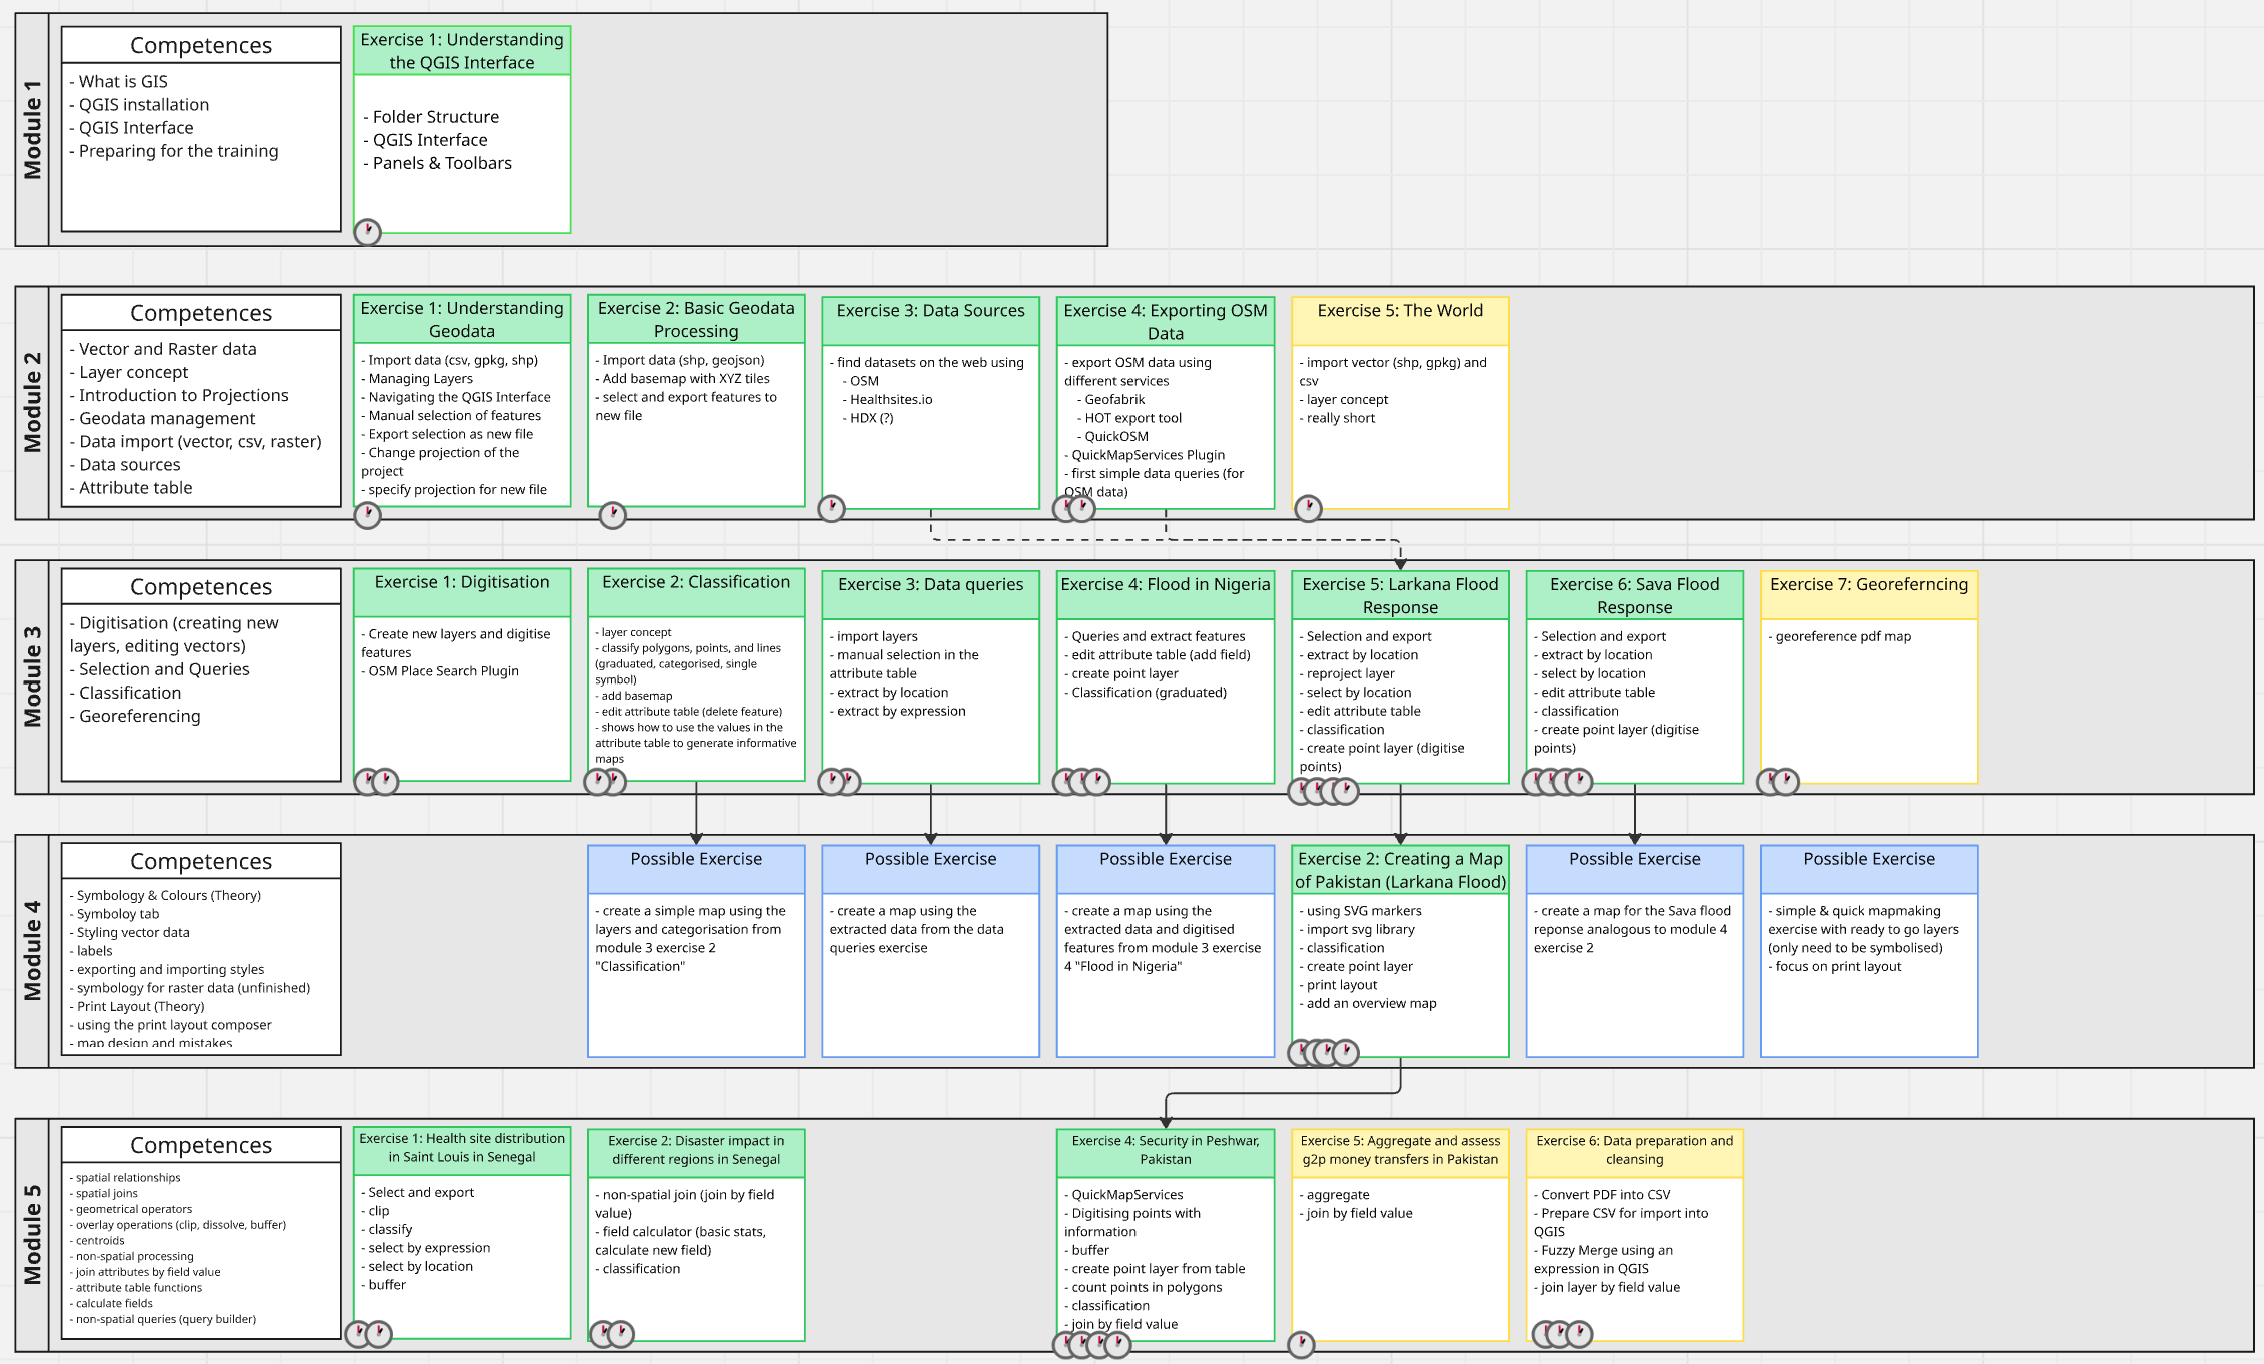 Module 1
Competences
- What is GIS
- QGIS installation
- QGIS Interface
- Preparing for the training
Exercise 1: Understanding
the QGIS Interface
- Folder Structure
- QGIS Interface
- Panels & Toolbars
Module 2
Competences
- Vector and Raster data
- Layer concept
- Introduction to Projections
- Geodata management
- Data import (vector, csv, raster)
- Data sources
- Attribute table
Exercise 1: Understanding
Geodata
- Import data (csv, gpkg, shp)
- Managing Layers
- Navigating the QGIS Interface
- Manual selection of features
- Export selection as new file
- Change projection of the
project
- specify projection for new file
Exercise 2: Basic Geodata
Processing
- Import data (shp, geojson)
- Add basemap with XYZ tiles
- select and export features to
new file
Exercise 3: Data Sources
- find datasets on the web using
- OSM
- Healthsites.io
- HDX (?)
Exercise 4: Exporting OSM
Data
- export OSM data using
different services
- Geofabrik
- HOT export tool
- QuickOSM
- QuickMapServices Plugin
- first simple data queries (for
OSM data)
Exercise 5: The World
- import vector (shp, gpkg) and
csv
- layer concept
- really short
Module 3
Competences
- Digitisation (creating new
layers, editing vectors)
- Selection and Queries
- Classification
- Georeferencing
Exercise 1: Digitisation
- Create new layers and digitise
features
- OSM Place Search Plugin
Exercise 2: Classification
- layer concept
- classify polygons, points, and lines
(graduated, categorised, single
symbol)
- add basemap
- edit attribute table (delete feature)
- shows how to use the values in the
attribute table to generate informative
maps
Exercise 3: Data queries
- import layers
- manual selection in the
attribute table
- extract by location
- extract by expression
Exercise 4: Flood in Nigeria
- Queries and extract features
- edit attribute table (add field)
- create point layer
- Classification (graduated)
Exercise 5: Larkana Flood
Response
- Selection and export
- extract by location
- reproject layer
- select by location
- edit attribute table
- classification
- create point layer (digitise
points)
Exercise 6: Sava Flood
Response
- Selection and export
- extract by location
- select by location
- edit attribute table
- classification
- create point layer (digitise
points)
Exercise 7: Georeferncing
- georeference pdf map
Module 4
Competences
- Symbology & Colours (Theory)
- Symboloy tab
- Styling vector data
- labels
- exporting and importing styles
- symbology for raster data (unfinished)
- Print Layout (Theory)
- using the print layout composer
- map design and mistakes
Possible Exercise
- create a simple map using the
layers and categorisation from
module 3 exercise 2
"Classification"
Possible Exercise
- create a map using the
extracted data from the data
queries exercise
Possible Exercise
- create a map using the
extracted data and digitised
features from module 3 exercise
4 "Flood in Nigeria"
Exercise 2: Creating a Map
of Pakistan (Larkana Flood)
- using SVG markers
- import svg library
- classification
- create point layer
- print layout
- add an overview map
Possible Exercise
- create a map for the Sava flood
reponse analogous to module 4
exercise 2
Possible Exercise
- simple & quick mapmaking
exercise with ready to go layers
(only need to be symbolised)
- focus on print layout
Module 5
Competences
- spatial relationships
- spatial joins
- geometrical operators
- overlay operations (clip, dissolve, buffer)
- centroids
- non-spatial processing
- join attributes by field value
- attribute table functions
- calculate fields
- non-spatial queries (query builder)
Exercise 1: Health site distribution
in Saint Louis in Senegal
- Select and export
- clip
- classify
- select by expression
- select by location
- buffer
Exercise 2: Disaster impact in
different regions in Senegal
- non-spatial join (join by field
value)
- field calculator (basic stats,
calculate new field)
- classification
Exercise 4: Security in Peshwar,
Pakistan
- QuickMapServices
- Digitising points with
information
- buffer
- create point layer from table
- count points in polygons
- classification
- join by field value
Exercise 5: Aggregate and assess
g2p money transfers in Pakistan
- aggregate
- join by field value
Exercise 6: Data preparation and
cleansing
- Convert PDF into CSV
- Prepare CSV for import into
QGIS
- Fuzzy Merge using an
expression in QGIS
- join layer by field value